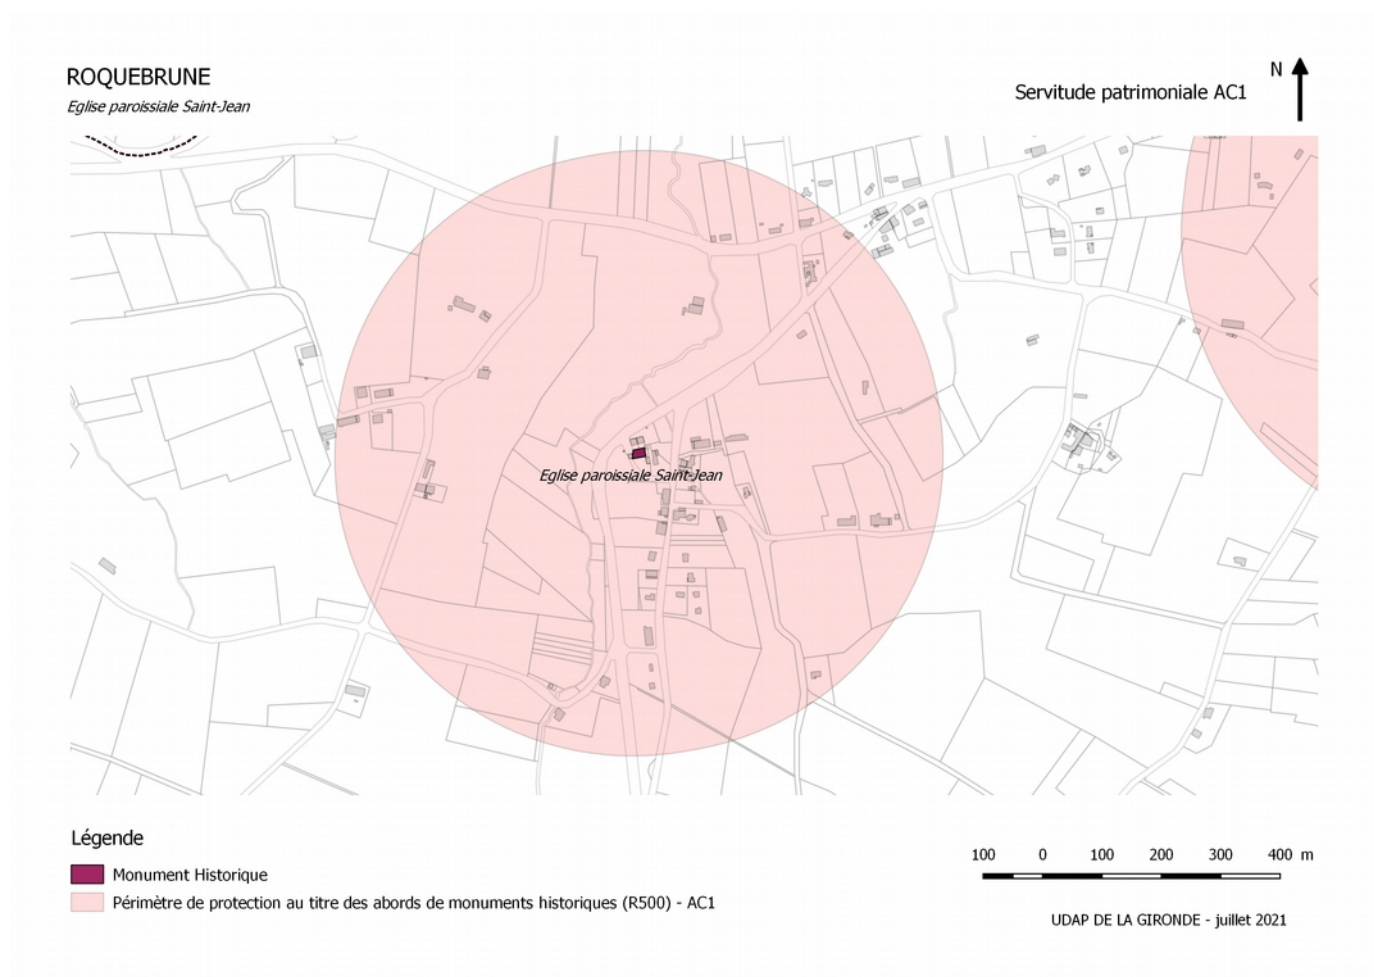 ROQUEBRUNE
Eglise paroissiale Saint-Jean
Servitude patrimoniale AC1
N
Eglise paroissiale Saint-Jean
Légende
Monument Historique
Périmètre de protection au titre des abords de monuments historiques (R500) - AC1
100 0 100 200 300 400 m
UDAP DE LA GIRONDE - juillet 2021